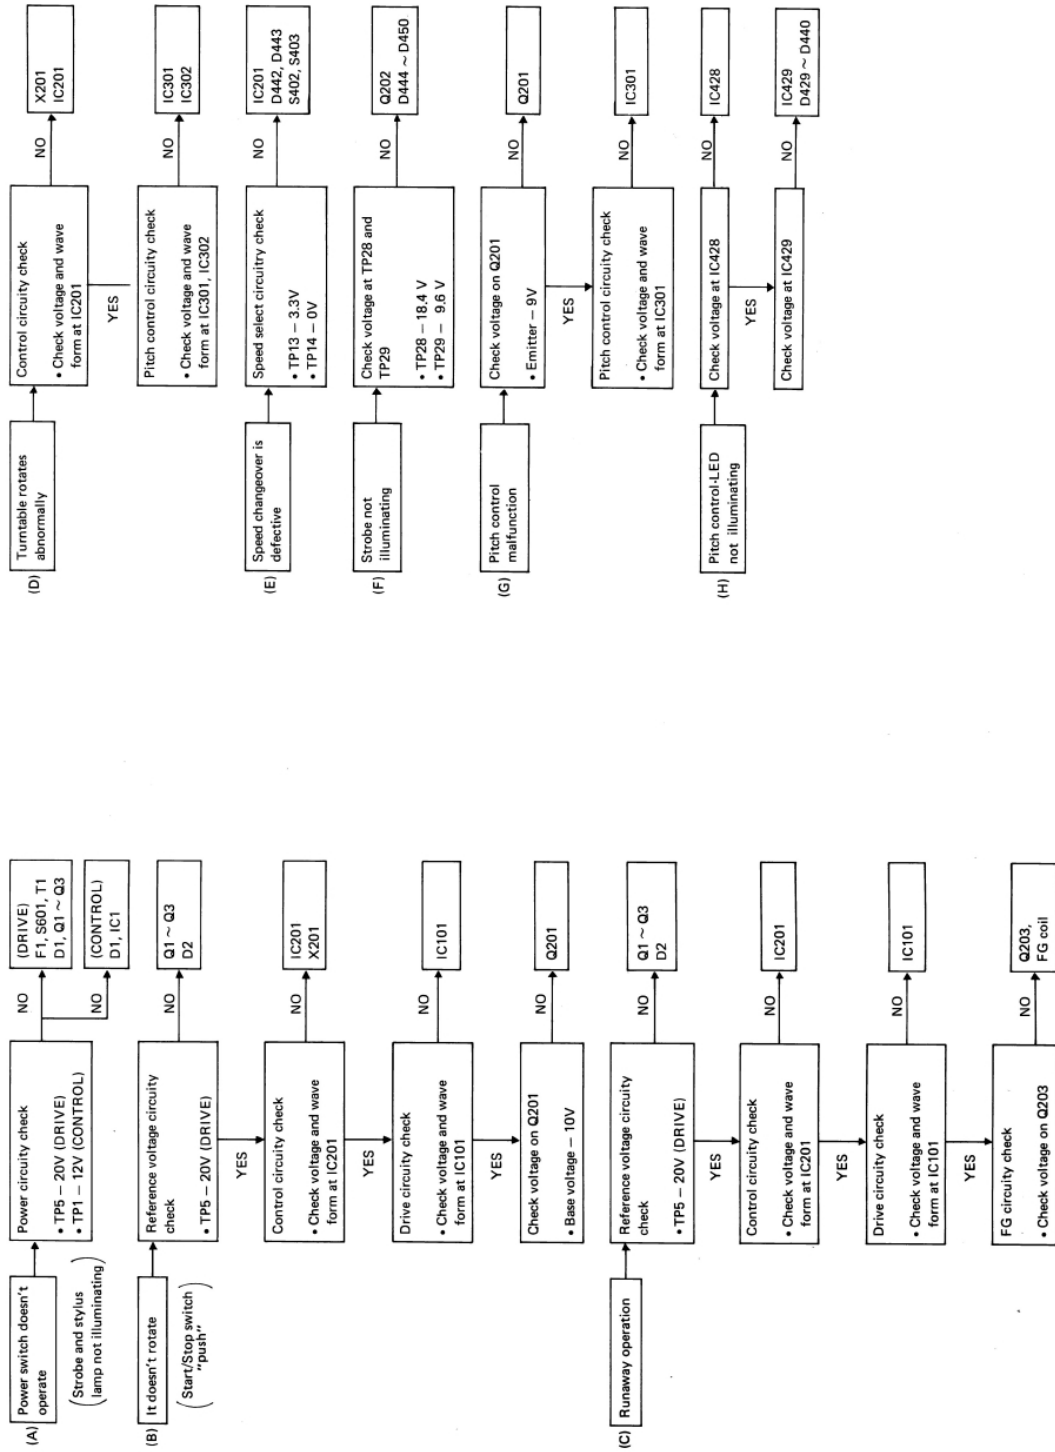 (A)
Power switch doesn't
operate
(Strobe and stylus
lamp not illuminating)
Power circuity check
• TP5 – 20V (DRIVE)
• TP1 – 12V (CONTROL)
NO
(DRIVE)
F1, S601, T1
D1, Q1 ~ Q3
NO
(CONTROL)
D1, IC1
(B)
It doesn't rotate
(Start/Stop switch
"push")
Reference voltage circuity
check
• TP5 – 20V (DRIVE)
NO
Q1 ~ Q3
D2
YES
Control circuity check
• Check voltage and wave
form at IC201
NO
IC201
X201
YES
Drive circuity check
• Check voltage and wave
form at IC101
NO
IC101
YES
Check voltage on Q201
• Base voltage – 10V
NO
Q201
(C)
Runaway operation
Reference voltage circuity
check
• TP5 – 20V (DRIVE)
NO
Q1 ~ Q3
D2
YES
Control circuity check
• Check voltage and wave
form at IC201
NO
IC201
YES
Drive circuity check
• Check voltage and wave
form at IC101
NO
IC101
YES
FG circuity check
• Check voltage on Q203
NO
Q203,
FG coil
(D)
Turntable rotates
abnormally
Control circuity check
• Check voltage and wave
form at IC201
NO
X201
IC201
YES
Pitch control circuity check
• Check voltage and wave
form at IC301, IC302
NO
IC301
IC302
(E)
Speed changeover is
defective
Speed select circuitry check
• TP13 – 3.3V
• TP14 – 0V
NO
IC201
D442, D443
S402, S403
(F)
Strobe not
illuminating
Check voltage at TP28 and
TP29
• TP28 – 18.4 V
• TP29 – 9.6 V
NO
Q202
D444 ~ D450
(G)
Pitch control
malfunction
Check voltage on Q201
• Emitter – 9V
NO
Q201
YES
Pitch control circuity check
• Check voltage and wave
form at IC301
NO
IC301
(H)
Pitch control-LED
not illuminating
Check voltage at IC428
NO
IC428
YES
Check voltage at IC429
NO
IC429
D429 ~ D440